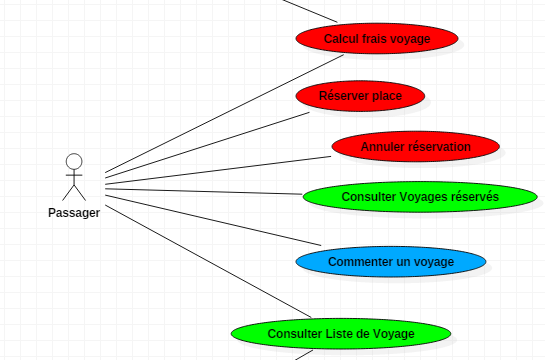 Calcul frais voyage
Réserver place
Annuler réservation
Consulter Voyages réservés
Passager
Commenter un voyage
Consulter Liste de Voyage